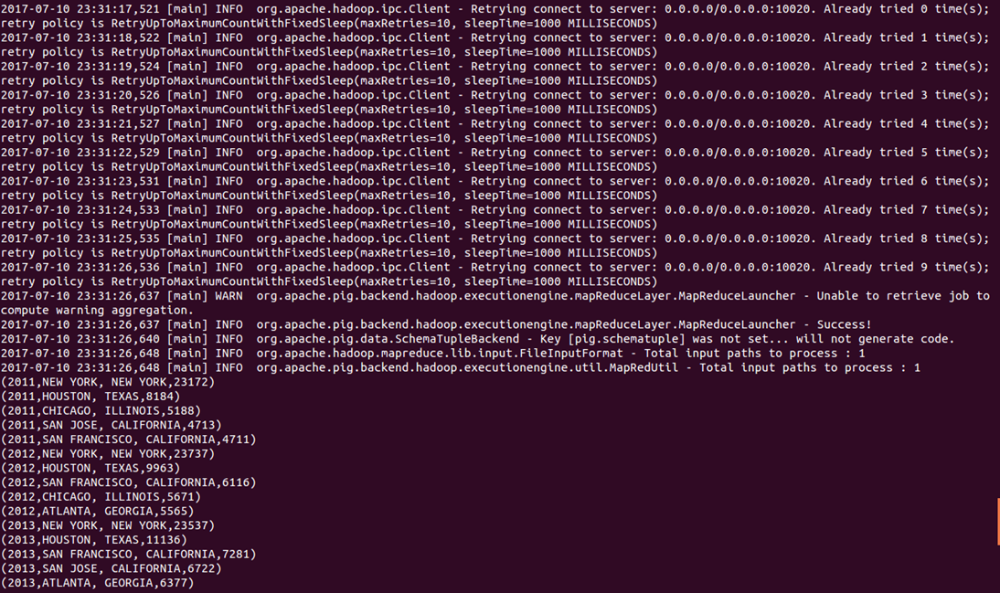 2017-07-10 23:31:17,521 [main] INFO  org.apache.hadoop.ipc.Client - Retrying connect to server: 0.0.0.0/0.0.0.0:10020. Already tried 0 time(s);
retry policy is RetryUpToMaximumCountWithFixedSleep(maxRetries=10, sleepTime=1000 MILLISECONDS)
2017-07-10 23:31:18,522 [main] INFO  org.apache.hadoop.ipc.Client - Retrying connect to server: 0.0.0.0/0.0.0.0:10020. Already tried 1 time(s);
retry policy is RetryUpToMaximumCountWithFixedSleep(maxRetries=10, sleepTime=1000 MILLISECONDS)
2017-07-10 23:31:19,524 [main] INFO  org.apache.hadoop.ipc.Client - Retrying connect to server: 0.0.0.0/0.0.0.0:10020. Already tried 2 time(s);
retry policy is RetryUpToMaximumCountWithFixedSleep(maxRetries=10, sleepTime=1000 MILLISECONDS)
2017-07-10 23:31:20,526 [main] INFO  org.apache.hadoop.ipc.Client - Retrying connect to server: 0.0.0.0/0.0.0.0:10020. Already tried 3 time(s);
retry policy is RetryUpToMaximumCountWithFixedSleep(maxRetries=10, sleepTime=1000 MILLISECONDS)
2017-07-10 23:31:21,527 [main] INFO  org.apache.hadoop.ipc.Client - Retrying connect to server: 0.0.0.0/0.0.0.0:10020. Already tried 4 time(s);
retry policy is RetryUpToMaximumCountWithFixedSleep(maxRetries=10, sleepTime=1000 MILLISECONDS)
2017-07-10 23:31:22,529 [main] INFO  org.apache.hadoop.ipc.Client - Retrying connect to server: 0.0.0.0/0.0.0.0:10020. Already tried 5 time(s);
retry policy is RetryUpToMaximumCountWithFixedSleep(maxRetries=10, sleepTime=1000 MILLISECONDS)
2017-07-10 23:31:23,531 [main] INFO  org.apache.hadoop.ipc.Client - Retrying connect to server: 0.0.0.0/0.0.0.0:10020. Already tried 6 time(s);
retry policy is RetryUpToMaximumCountWithFixedSleep(maxRetries=10, sleepTime=1000 MILLISECONDS)
2017-07-10 23:31:24,533 [main] INFO  org.apache.hadoop.ipc.Client - Retrying connect to server: 0.0.0.0/0.0.0.0:10020. Already tried 7 time(s);
retry policy is RetryUpToMaximumCountWithFixedSleep(maxRetries=10, sleepTime=1000 MILLISECONDS)
2017-07-10 23:31:25,535 [main] INFO  org.apache.hadoop.ipc.Client - Retrying connect to server: 0.0.0.0/0.0.0.0:10020. Already tried 8 time(s);
retry policy is RetryUpToMaximumCountWithFixedSleep(maxRetries=10, sleepTime=1000 MILLISECONDS)
2017-07-10 23:31:26,536 [main] INFO  org.apache.hadoop.ipc.Client - Retrying connect to server: 0.0.0.0/0.0.0.0:10020. Already tried 9 time(s);
retry policy is RetryUpToMaximumCountWithFixedSleep(maxRetries=10, sleepTime=1000 MILLISECONDS)
2017-07-10 23:31:26,637 [main] WARN  org.apache.pig.backend.hadoop.executionengine.mapReduceLayer.MapReduceLauncher - Unable to retrieve job to
compute warning aggregation.
2017-07-10 23:31:26,637 [main] INFO  org.apache.pig.backend.hadoop.executionengine.mapReduceLayer.MapReduceLauncher - Success!
2017-07-10 23:31:26,640 [main] INFO  org.apache.pig.data.SchemaTupleBackend - Key [pig.schematuple] was not set... will not generate code.
2017-07-10 23:31:26,648 [main] INFO  org.apache.hadoop.mapreduce.lib.input.FileInputFormat - Total input paths to process : 1
2017-07-10 23:31:26,648 [main] INFO  org.apache.pig.backend.hadoop.executionengine.util.MapRedUtil - Total input paths to process : 1
(2011,NEW YORK, NEW YORK,23172)
(2011,HOUSTON, TEXAS,8184)
(2011,CHICAGO, ILLINOIS,5188)
(2011,SAN JOSE, CALIFORNIA,4713)
(2011,SAN FRANCISCO, CALIFORNIA,4711)
(2012,NEW YORK, NEW YORK,23737)
(2012,HOUSTON, TEXAS,9963)
(2012,SAN FRANCISCO, CALIFORNIA,6116)
(2012,CHICAGO, ILLINOIS,5671)
(2012,ATLANTA, GEORGIA,5565)
(2013,NEW YORK, NEW YORK,23537)
(2013,HOUSTON, TEXAS,11136)
(2013,SAN FRANCISCO, CALIFORNIA,7281)
(2013,SAN JOSE, CALIFORNIA,6722)
(2013,ATLANTA, GEORGIA,6377)